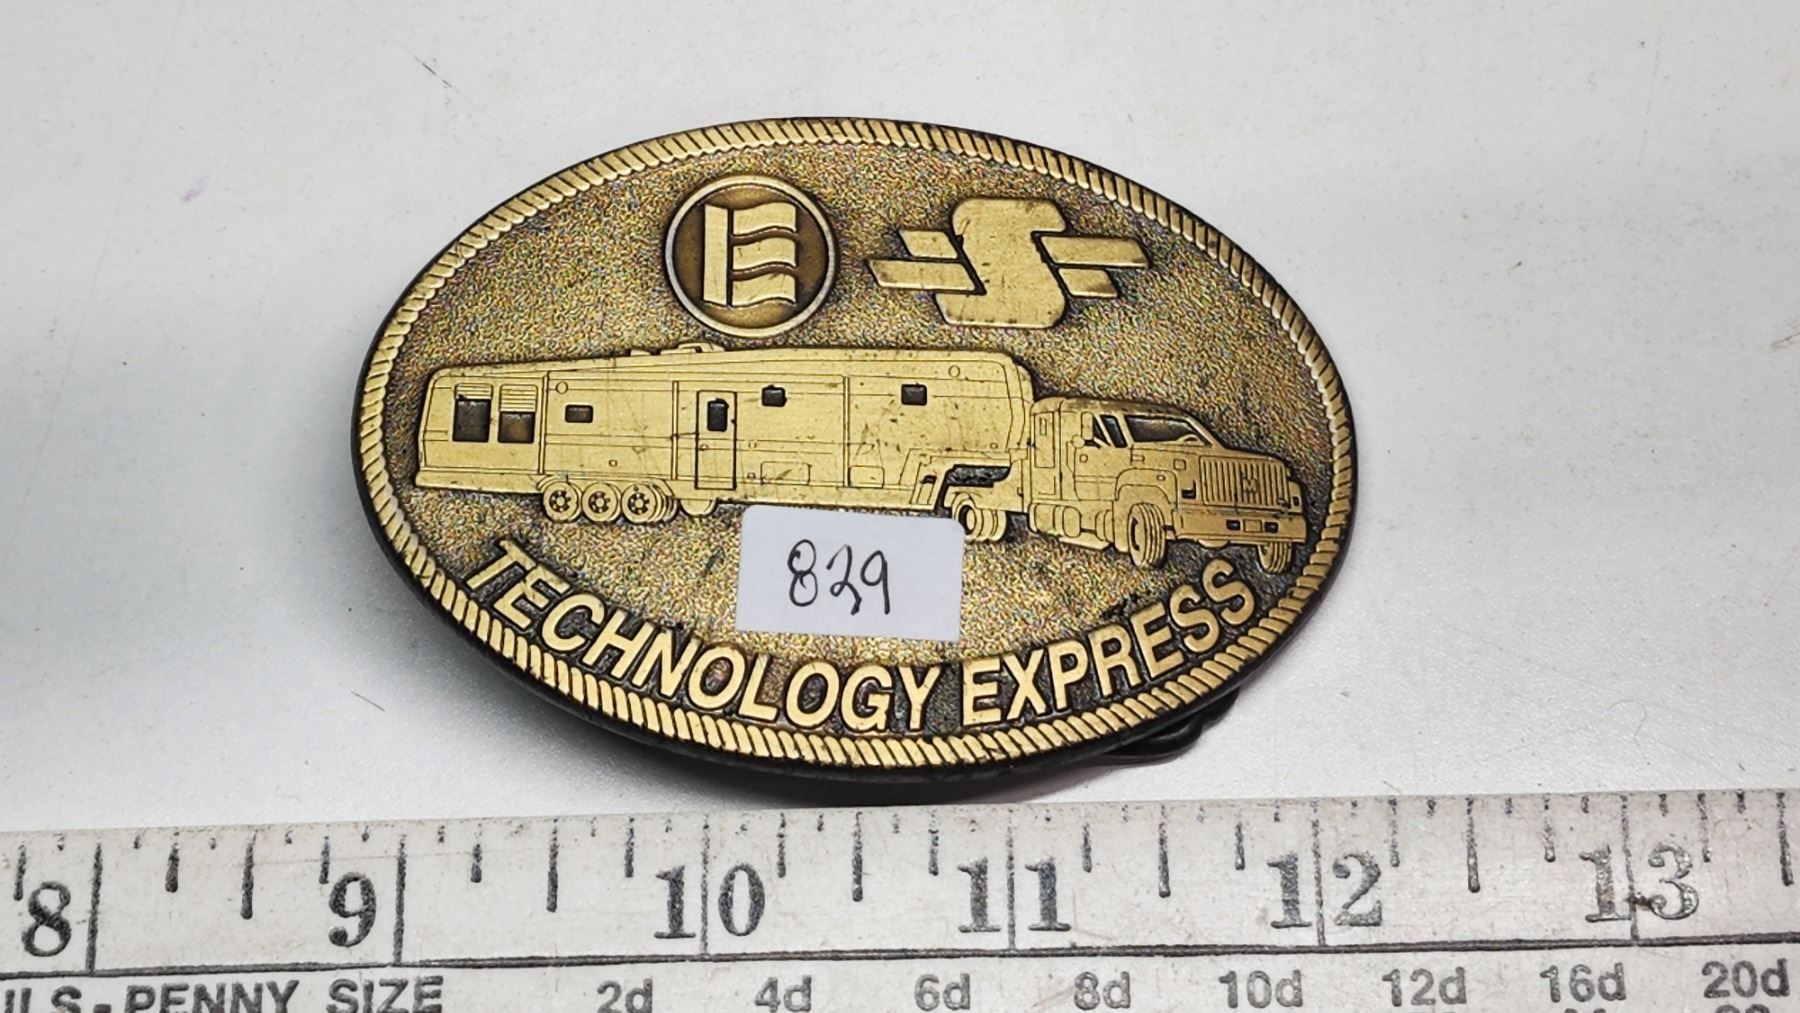 E
S
829
TECHNOLOGY EXPRESS
8 9 10 11 12 13
U.S.-PENNY SIZE 2d 4d 6d 8d 10d 12d 16d 20d